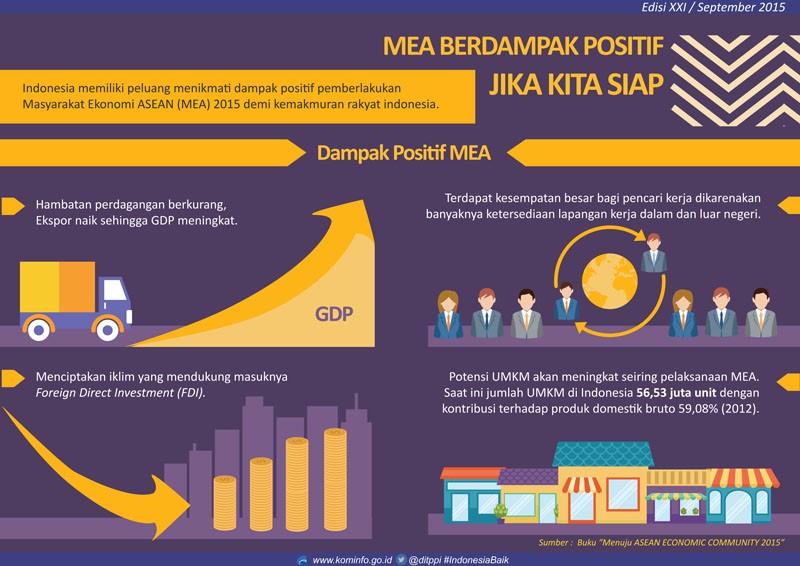 Edisi XXI / September 2015
MEA BERDAMPAK POSITIF
JIKA KITA SIAP
Indonesia memiliki peluang menikmati dampak positif pemberlakukan
Masyarakat Ekonomi ASEAN (MEA) 2015 demi kemakmuran rakyat indonesia.
Dampak Positif MEA
Hambatan perdagangan berkurang,
Ekspor naik sehingga GDP meningkat.
GDP
Terdapat kesempatan besar bagi pencari kerja dikarenakan
banyaknya ketersediaan lapangan kerja dalam dan luar negeri.
Menciptakan iklim yang mendukung masuknya
Foreign Direct Investment (FDI).
Potensi UMKM akan meningkat seiring pelaksanaan MEA.
Saat ini jumlah UMKM di Indonesia 56,53 juta unit dengan
kontribusi terhadap produk domestik bruto 59,08% (2012).
Sumber : Buku "Menuju ASEAN ECONOMIC COMMUNITY 2015"
www.kominfo.go.id @ditppi #IndonesiaBaik